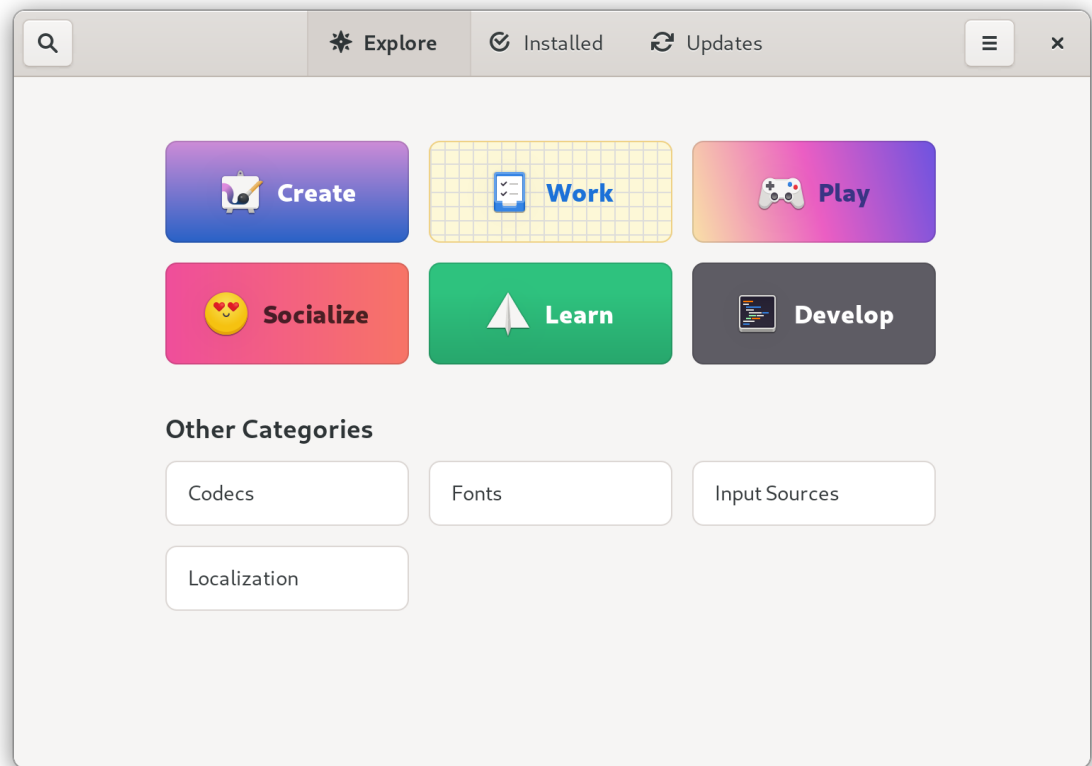 Explore Installed Updates
Create Work Play
Socialize Learn Develop
Other Categories
Codecs Fonts Input Sources
Localization